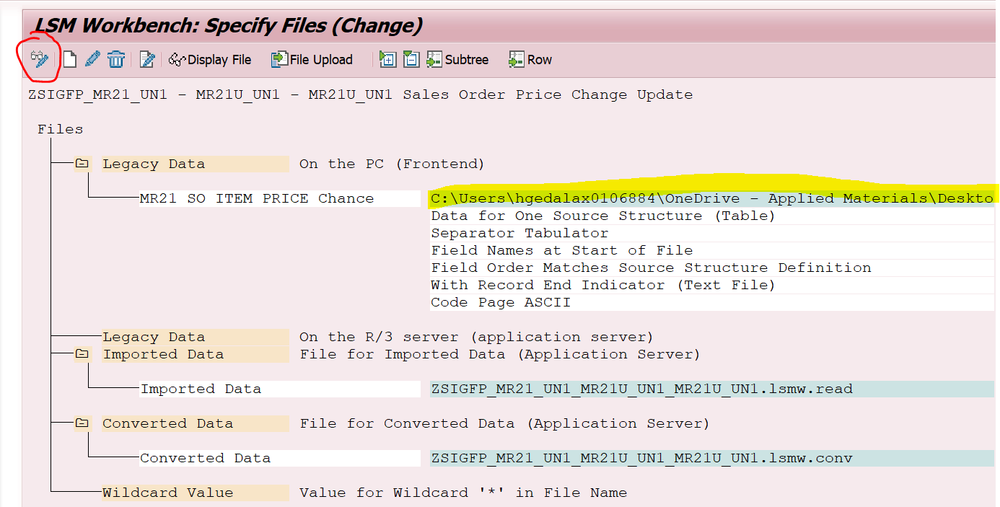 LSM Workbench: Specify Files (Change)
Display File File Upload Subtree Row
ZSIGFP_MR21_UN1 - MR21U_UN1 - MR21U_UN1 Sales Order Price Change Update
Files
Legacy Data On the PC (Frontend)
MR21 SO ITEM PRICE Chance C:\Users\hgedalax0106884\OneDrive - Applied Materials\Deskto
Data for One Source Structure (Table)
Separator Tabulator
Field Names at Start of File
Field Order Matches Source Structure Definition
With Record End Indicator (Text File)
Code Page ASCII
Legacy Data On the R/3 server (application server)
Imported Data File for Imported Data (Application Server)
Imported Data ZSIGFP_MR21_UN1_MR21U_UN1_MR21U_UN1.lsmw.read
Converted Data File for Converted Data (Application Server)
Converted Data ZSIGFP_MR21_UN1_MR21U_UN1_MR21U_UN1.lsmw.conv
Wildcard Value Value for Wildcard '*' in File Name